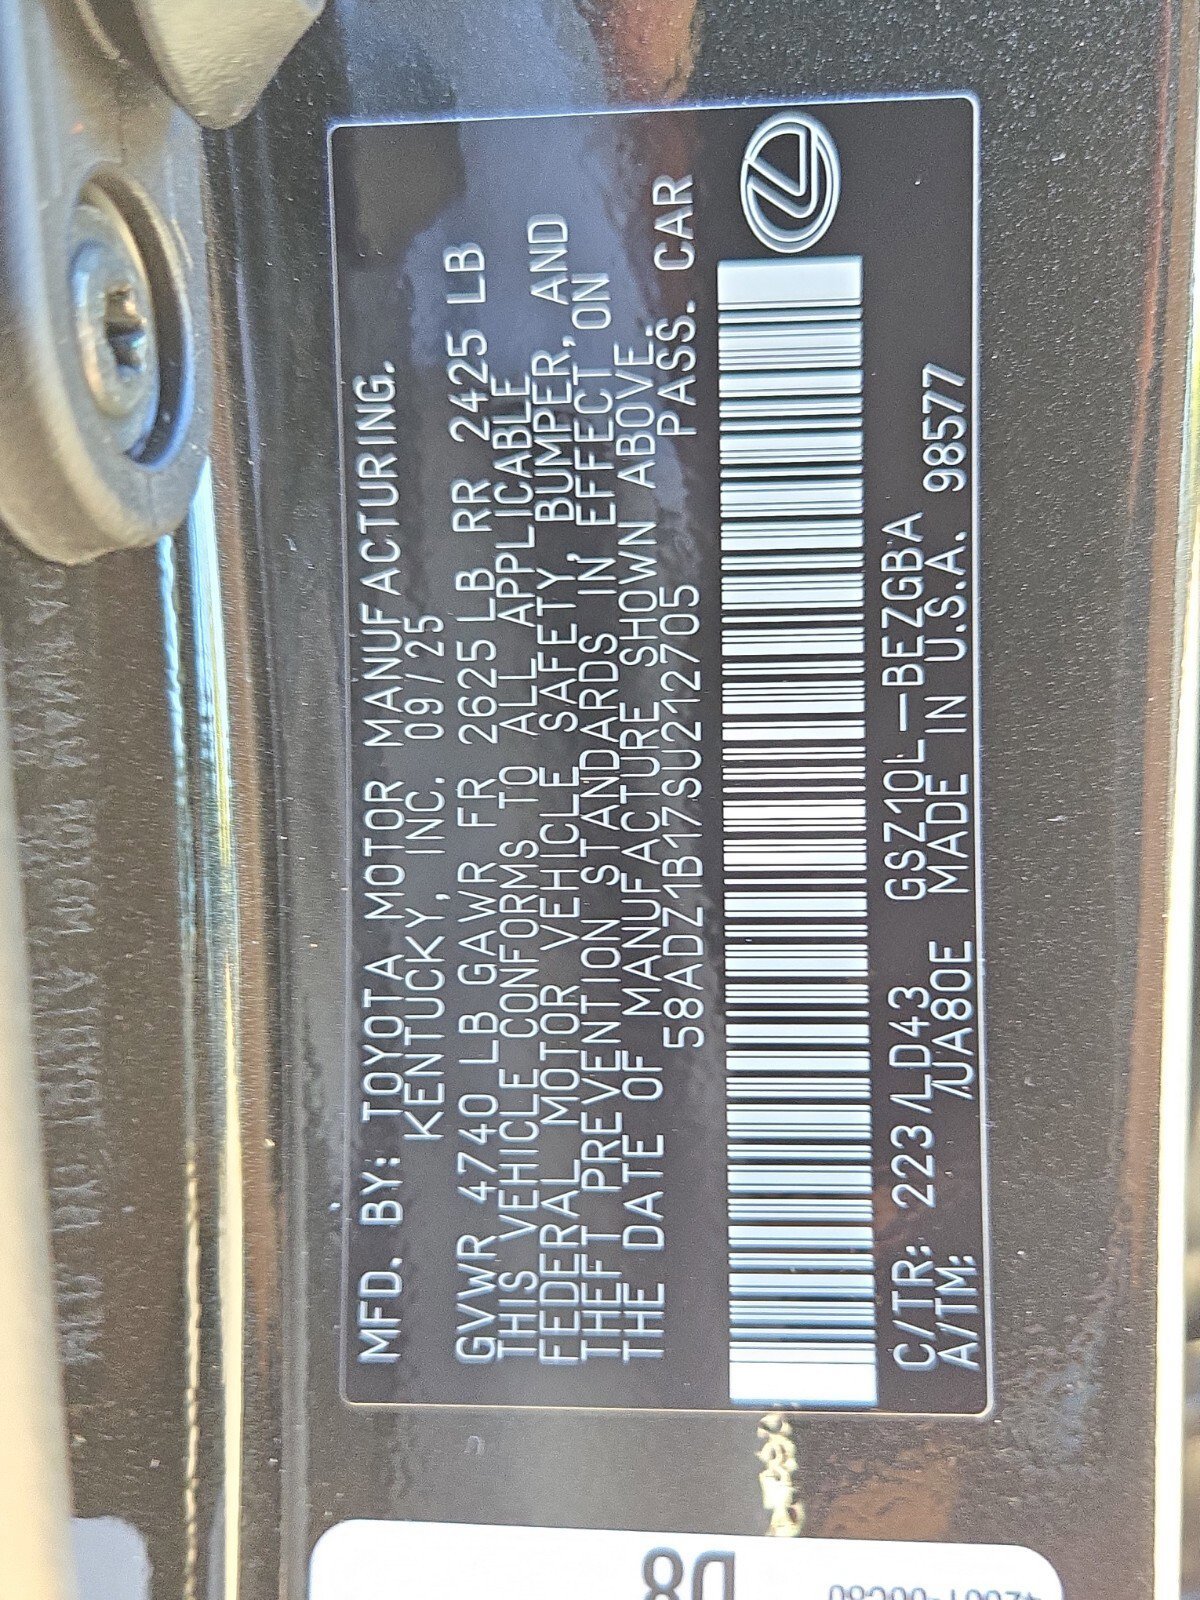 MFD. BY: TOYOTA MOTOR MANUFACTURING.
KENTUCKY, INC. 09/25
GVWR 4740 LB GAWR FR 2625 LB RR 2425 LB
THIS VEHICLE CONFORMS TO ALL APPLICABLE
FEDERAL MOTOR VEHICLE SAFETY, BUMPER, AND
THEFT PREVENTION STANDARDS IN EFFECT ON
THE DATE OF MANUFACTURE SHOWN ABOVE.
58ADZ1B17SU212705 PASS. CAR
C/TR: 223/LD43 GSZ10L-BEZGBA
A/TM: /UA80E MADE IN U.S.A. 98577